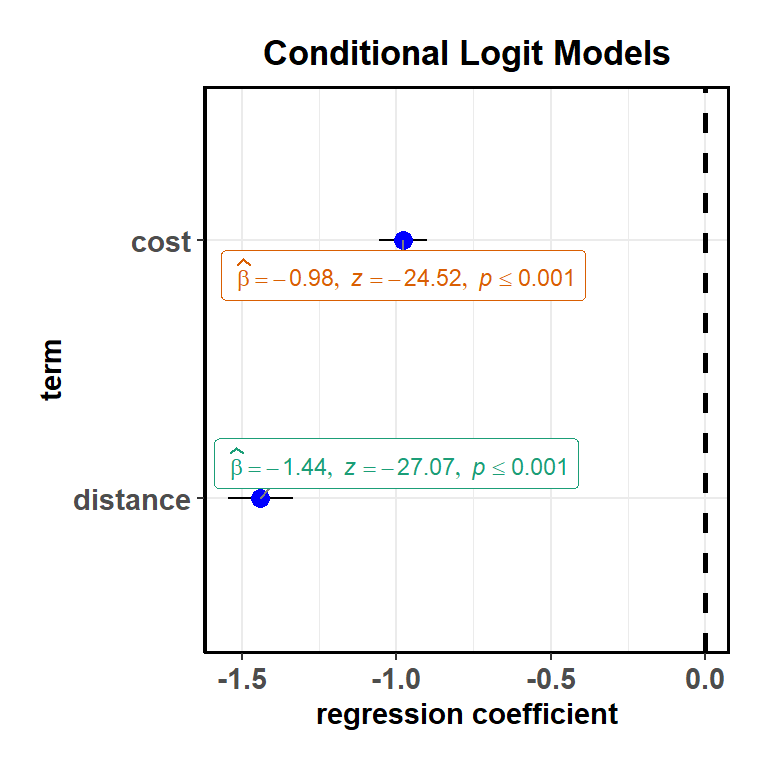 Conditional Logit Models
cost
β̂ = −0.98, z = −24.52, p ≤ 0.001
term
β̂ = −1.44, z = −27.07, p ≤ 0.001
distance
-1.5 -1.0 -0.5 0.0
regression coefficient